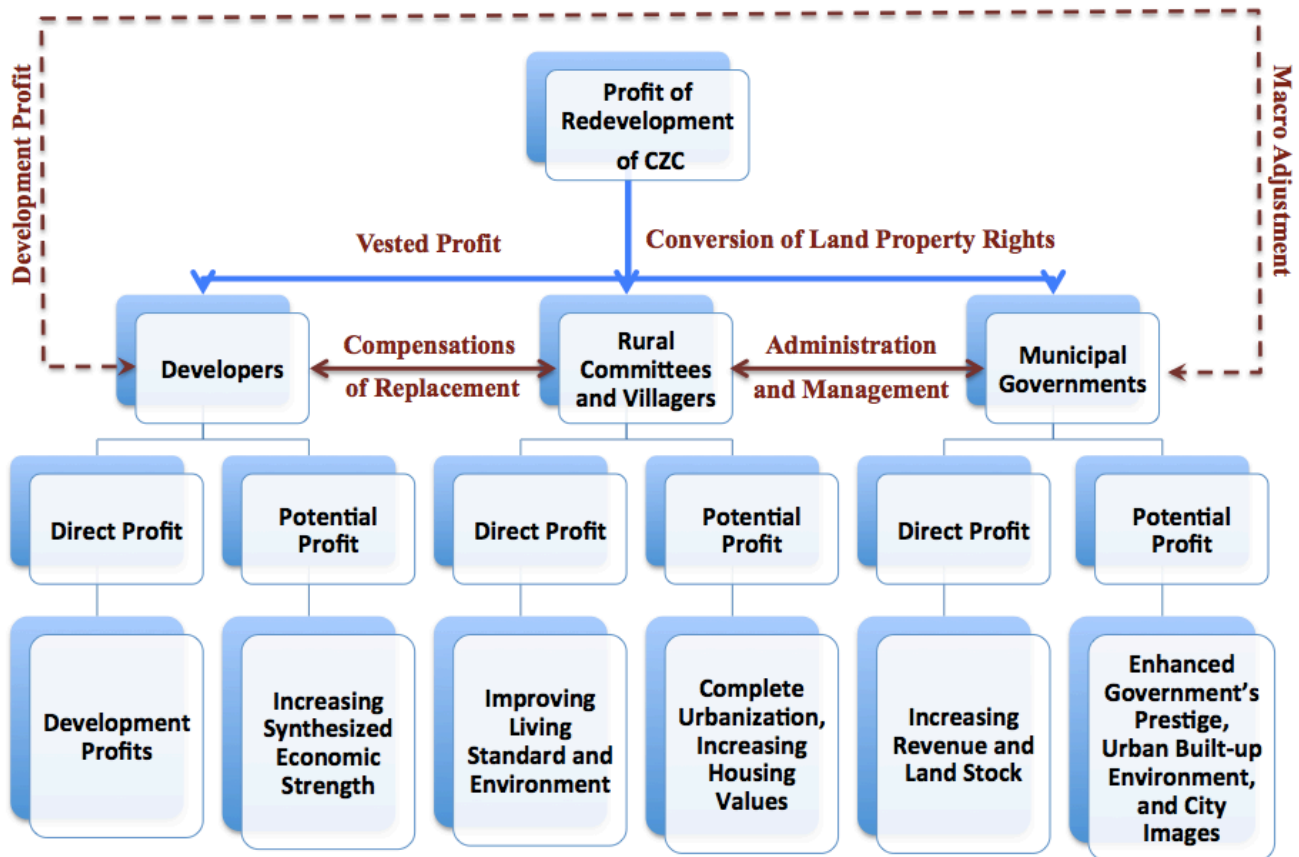 Profit of
Redevelopment
of CZC
Development Profit
Macro Adjustment
Vested Profit
Conversion of Land Property Rights
Developers
Compensations
of Replacement
Rural
Committees
and Villagers
Administration
and Management
Municipal
Governments
Direct Profit
Potential
Profit
Direct Profit
Potential
Profit
Direct Profit
Potential
Profit
Development
Profits
Increasing
Synthesized
Economic
Strength
Improving
Living
Standard and
Environment
Complete
Urbanization,
Increasing
Housing
Values
Increasing
Revenue and
Land Stock
Enhanced
Government’s
Prestige,
Urban Built-up
Environment,
and City
Images